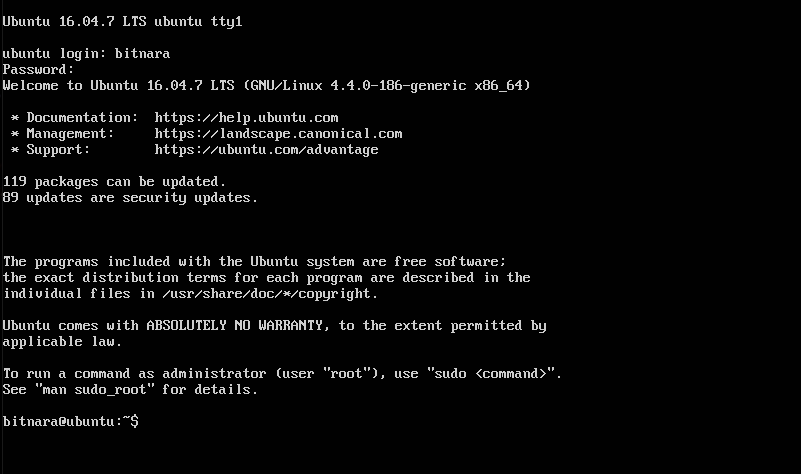 Ubuntu 16.04.7 LTS ubuntu tty1
ubuntu login: bitnara
Password:
Welcome to Ubuntu 16.04.7 LTS (GNU/Linux 4.4.0-186-generic x86_64)
* Documentation:  https://help.ubuntu.com
* Management:     https://landscape.canonical.com
* Support:        https://ubuntu.com/advantage
119 packages can be updated.
89 updates are security updates.
The programs included with the Ubuntu system are free software;
the exact distribution terms for each program are described in the
individual files in /usr/share/doc/*/copyright.
Ubuntu comes with ABSOLUTELY NO WARRANTY, to the extent permitted by
applicable law.
To run a command as administrator (user "root"), use "sudo <command>".
See "man sudo_root" for details.
bitnara@ubuntu:~$